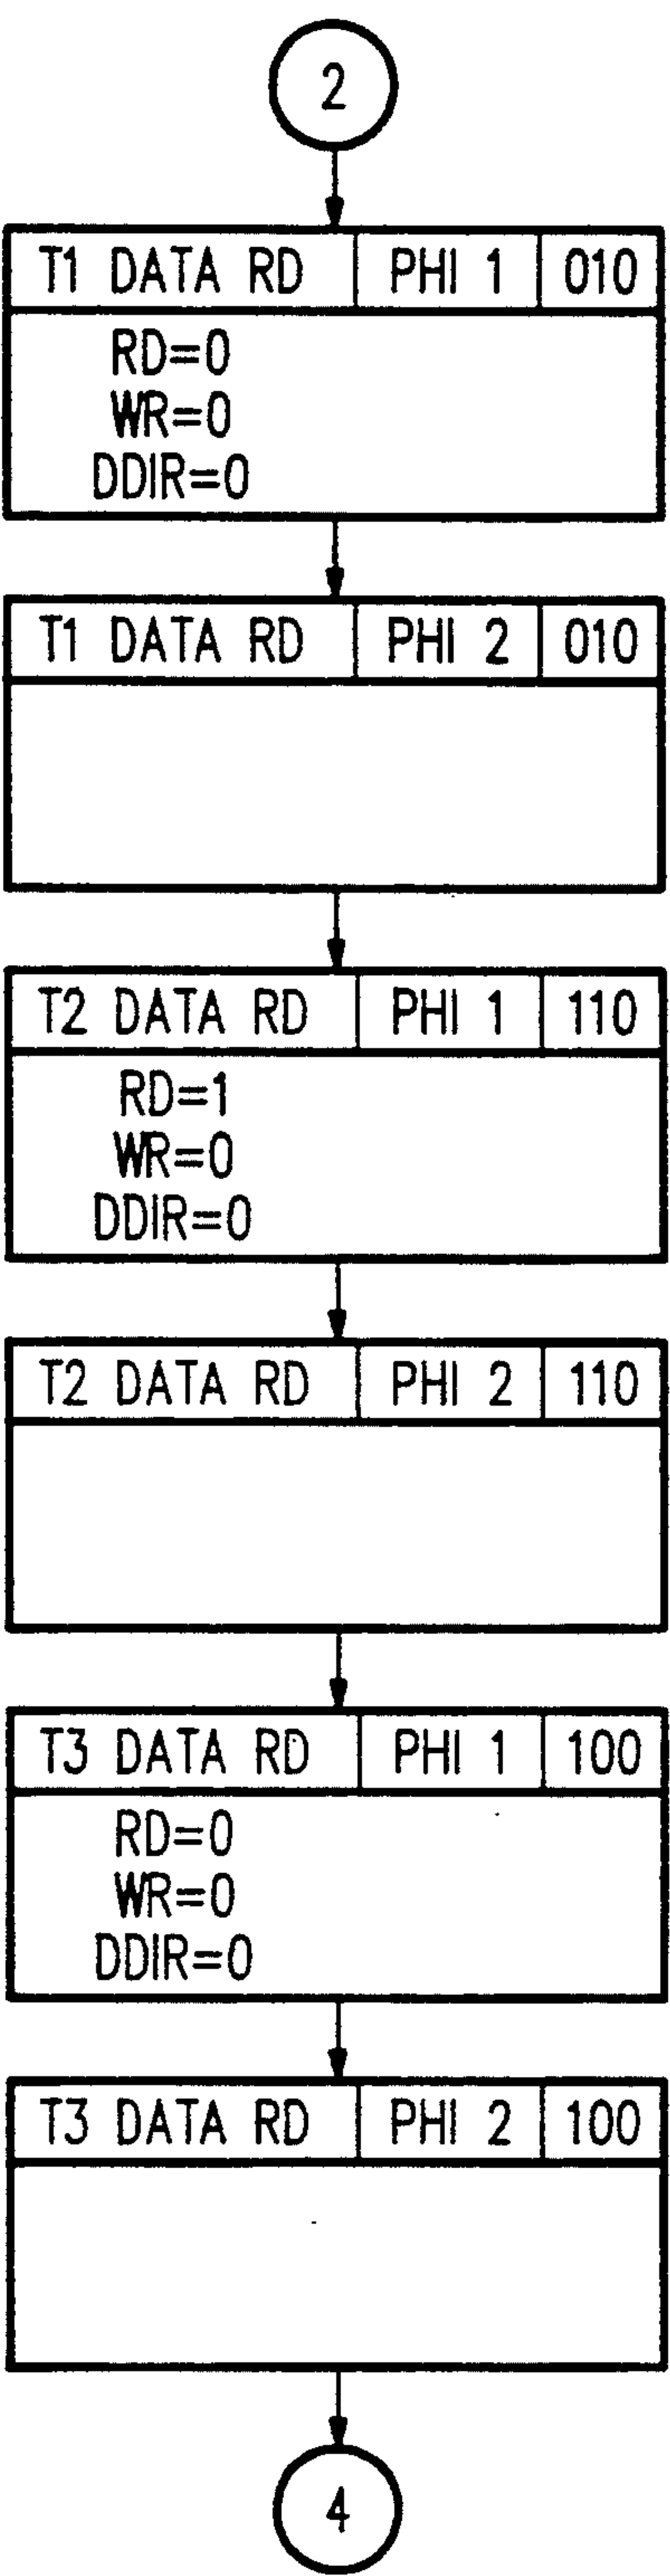 2
T1 DATA RD PHI 1 010
RD=0
WR=0
DDIR=0
T1 DATA RD PHI 2 010
T2 DATA RD PHI 1 110
RD=1
WR=0
DDIR=0
T2 DATA RD PHI 2 110
T3 DATA RD PHI 1 100
RD=0
WR=0
DDIR=0
T3 DATA RD PHI 2 100
4